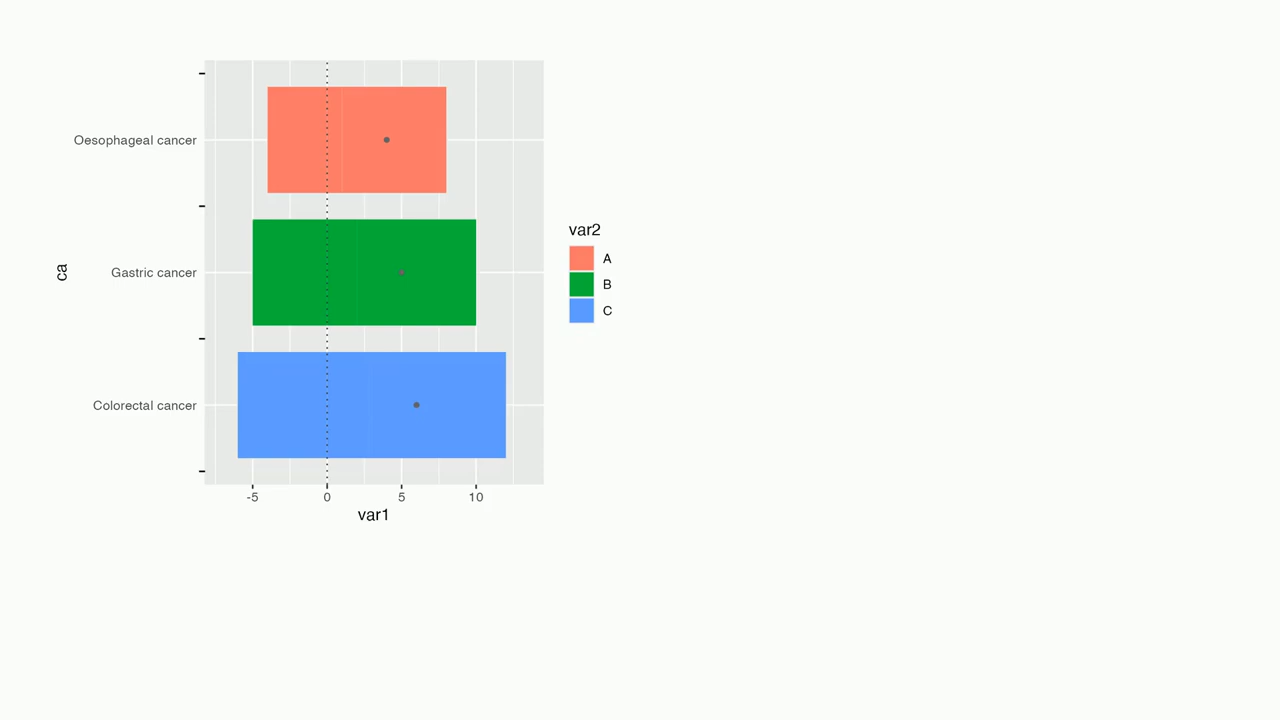 Oesophageal cancer
Gastric cancer
Colorectal cancer
ca
-5 0 5 10
var1
var2
A
B
C